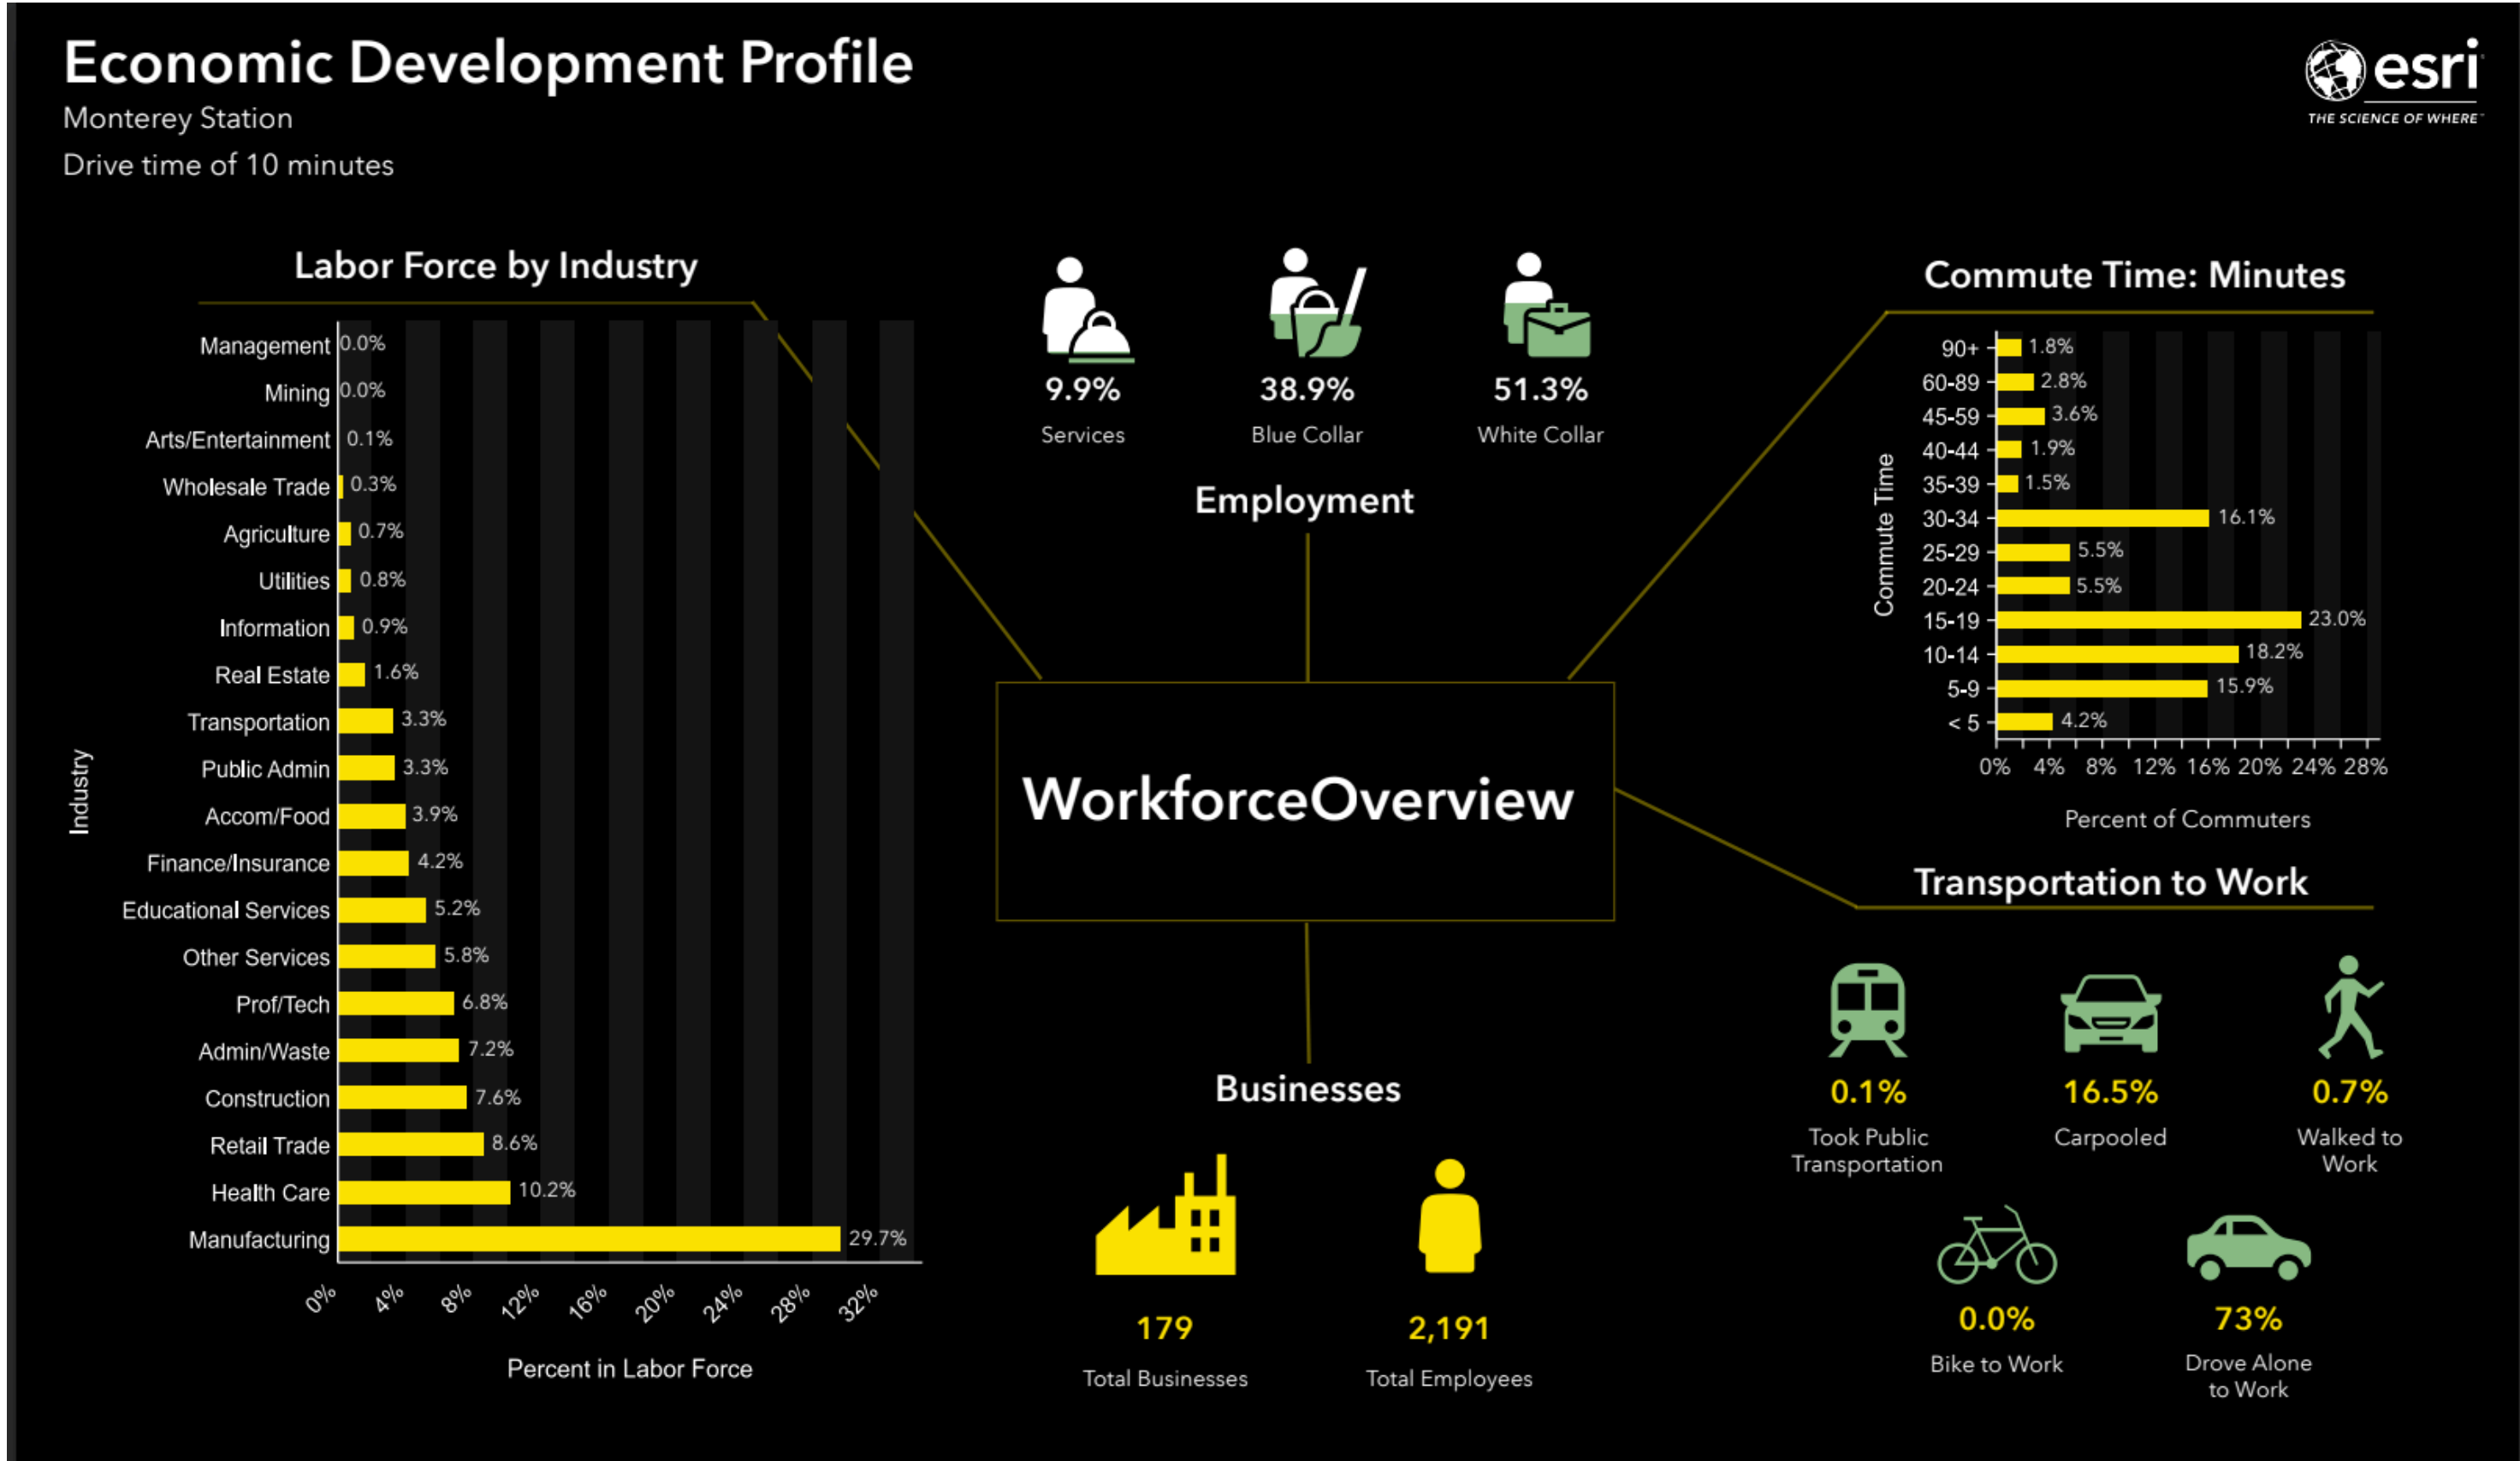 Economic Development Profile
Monterey Station
Drive time of 10 minutes
esri
THE SCIENCE OF WHERE™
Labor Force by Industry
Industry
Management 0.0%
Mining 0.0%
Arts/Entertainment 0.1%
Wholesale Trade 0.3%
Agriculture 0.7%
Utilities 0.8%
Information 0.9%
Real Estate 1.6%
Transportation 3.3%
Public Admin 3.3%
Accom/Food 3.9%
Finance/Insurance 4.2%
Educational Services 5.2%
Other Services 5.8%
Prof/Tech 6.8%
Admin/Waste 7.2%
Construction 7.6%
Retail Trade 8.6%
Health Care 10.2%
Manufacturing 29.7%
0% 4% 8% 12% 16% 20% 24% 28% 32%
Percent in Labor Force
9.9% 38.9% 51.3%
Services Blue Collar White Collar
Employment
WorkforceOverview
Businesses
179 2,191
Total Businesses Total Employees
Commute Time: Minutes
Commute Time
90+ 1.8%
60-89 2.8%
45-59 3.6%
40-44 1.9%
35-39 1.5%
30-34 16.1%
25-29 5.5%
20-24 5.5%
15-19 23.0%
10-14 18.2%
5-9 15.9%
< 5 4.2%
0% 4% 8% 12% 16% 20% 24% 28%
Percent of Commuters
Transportation to Work
0.1% 16.5% 0.7%
Took Public Carpooled Walked to
Transportation Work
0.0% 73%
Bike to Work Drove Alone
to Work